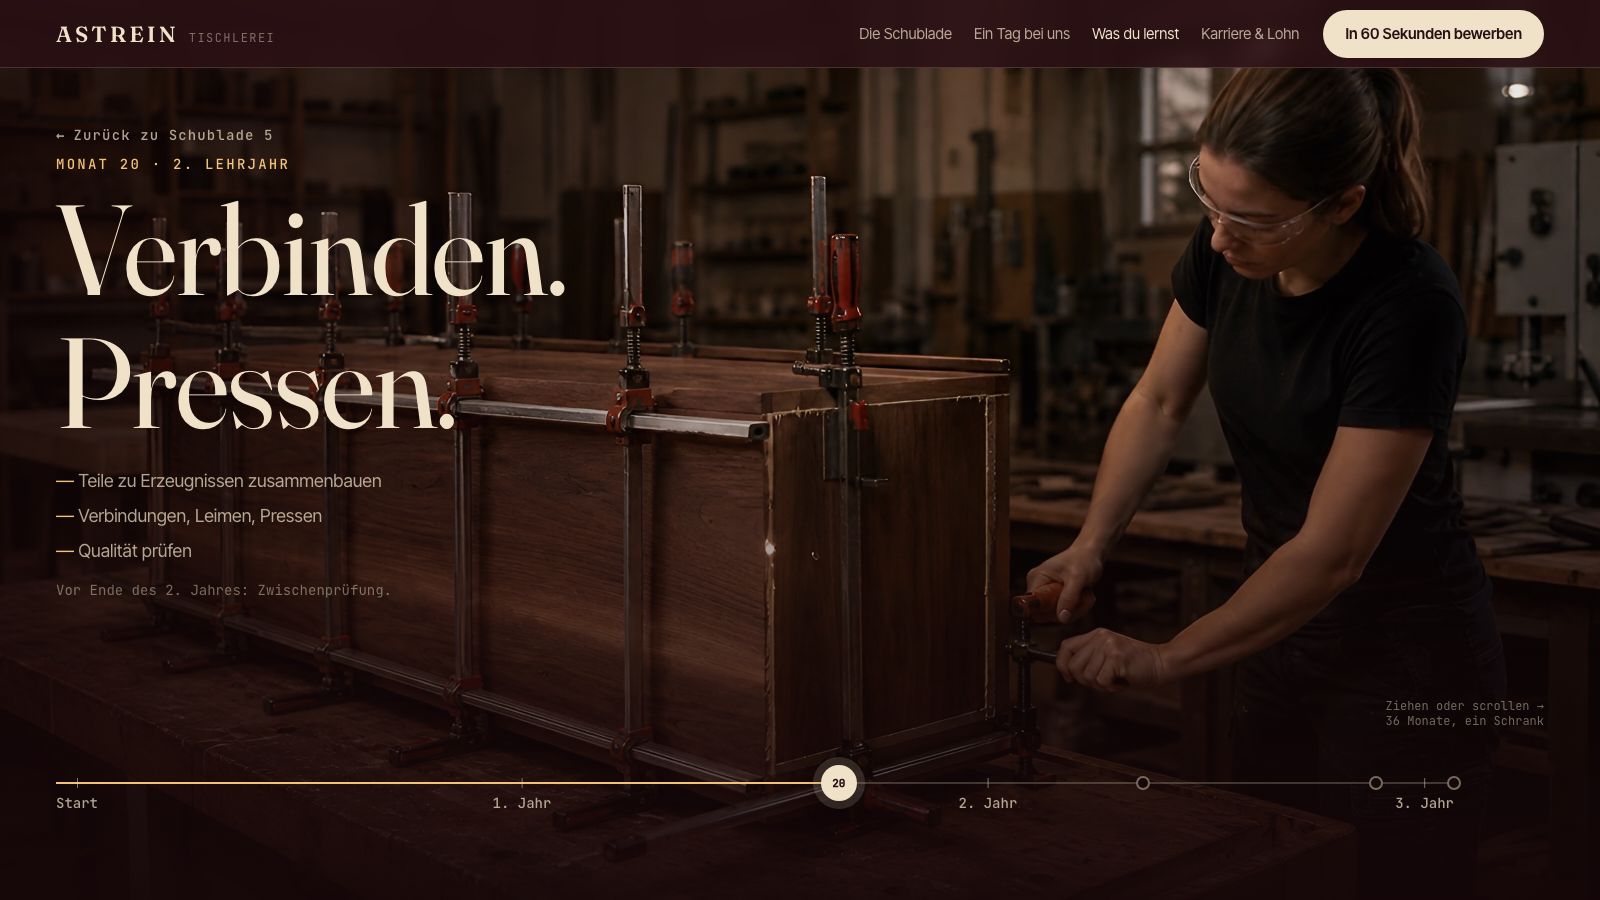 ASTREIN TISCHLEREI
Die Schublade Ein Tag bei uns Was du lernst Karriere & Lohn In 60 Sekunden bewerben
← Zurück zu Schublade 5
MONAT 20 · 2. LEHRJAHR
Verbinden.
Pressen.
— Teile zu Erzeugnissen zusammenbauen
— Verbindungen, Leimen, Pressen
— Qualität prüfen
Vor Ende des 2. Jahres: Zwischenprüfung.
Ziehen oder scrollen →
36 Monate, ein Schrank
20
Start 1. Jahr 2. Jahr 3. Jahr